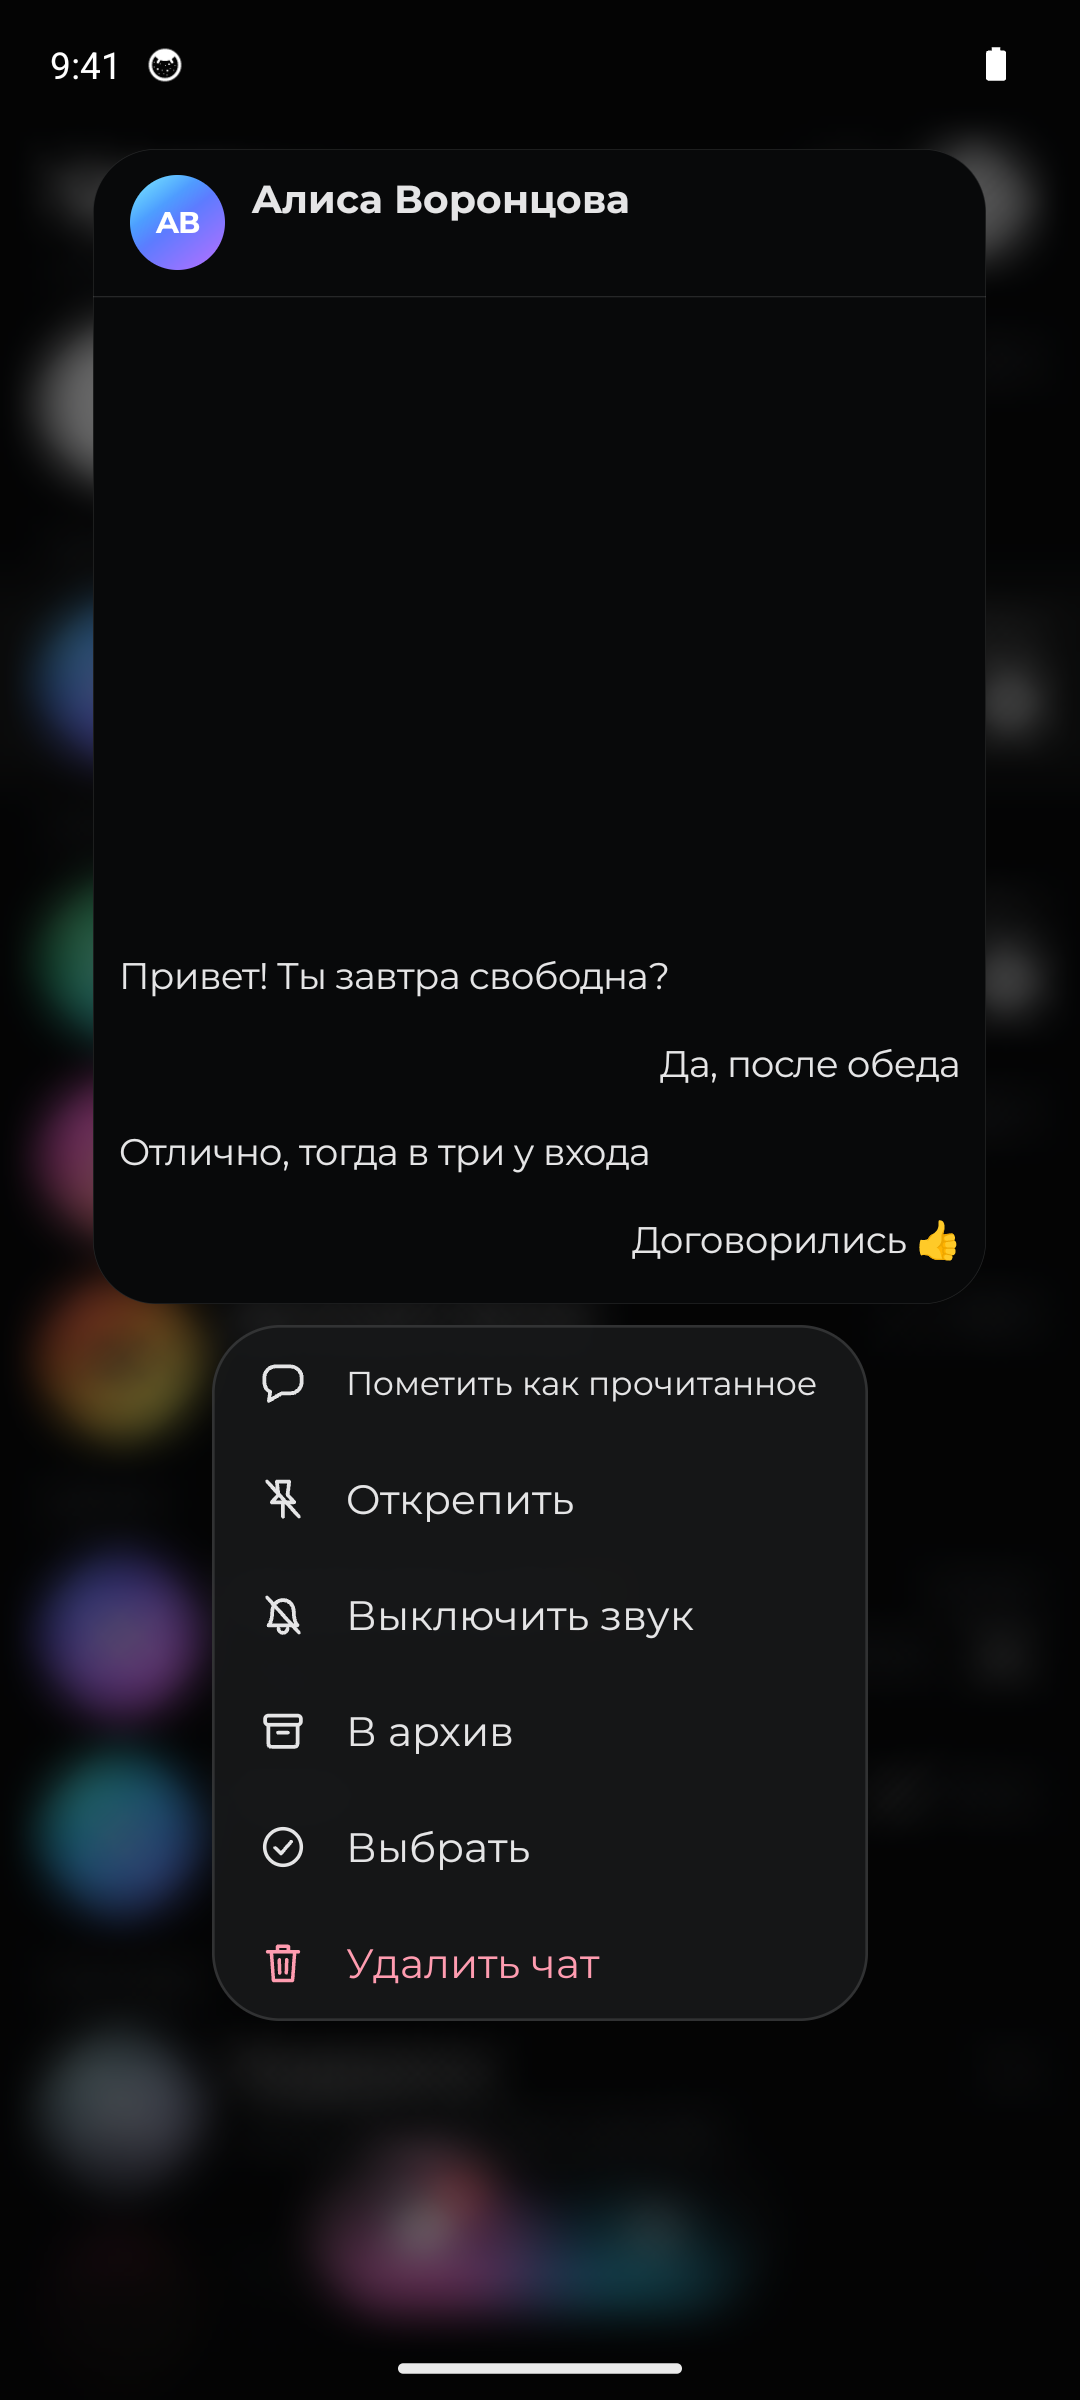 9:41
АВ
Алиса Воронцова
Привет! Ты завтра свободна?
Да, после обеда
Отлично, тогда в три у входа
Договорились 👍
Пометить как прочитанное
Открепить
Выключить звук
В архив
Выбрать
Удалить чат